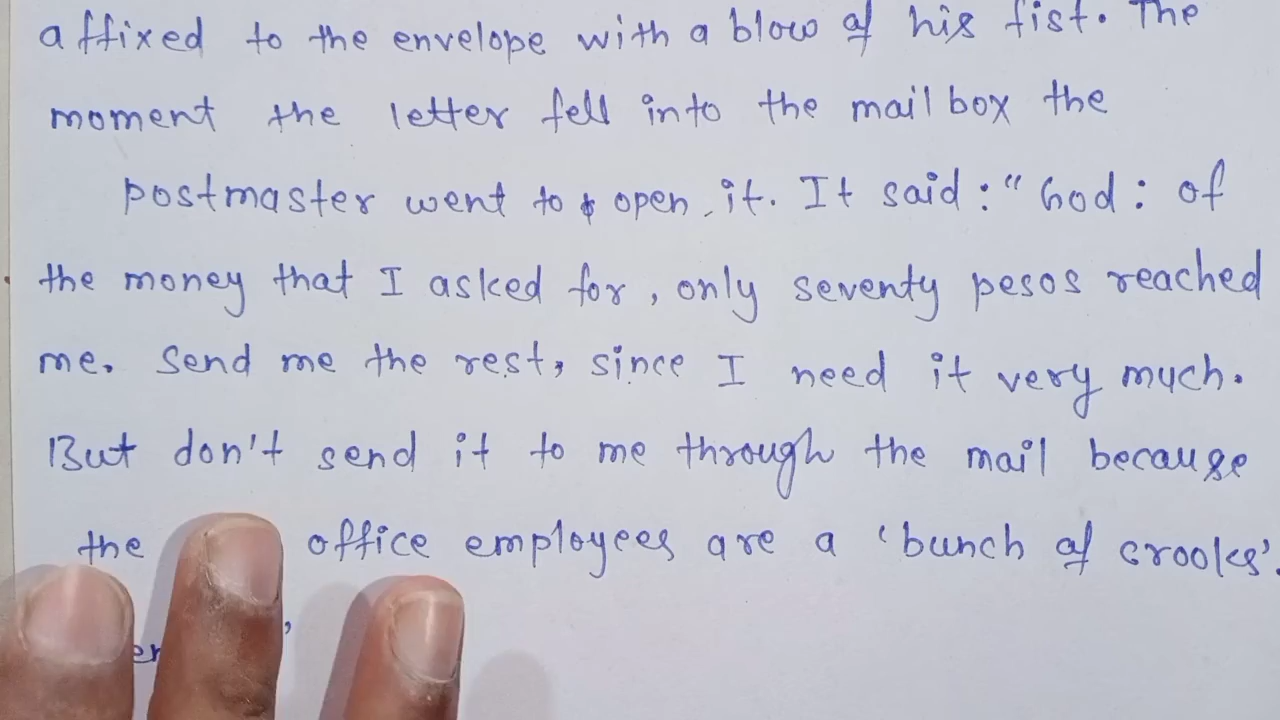 affixed to the envelope with a blow of his fist. The
moment the letter fell into the mailbox the
postmaster went to open it. It said: "God: of
the money that I asked for, only seventy pesos reached
me. Send me the rest, since I need it very much.
But don't send it to me through the mail because
the office employees are a 'bunch of crooks'.